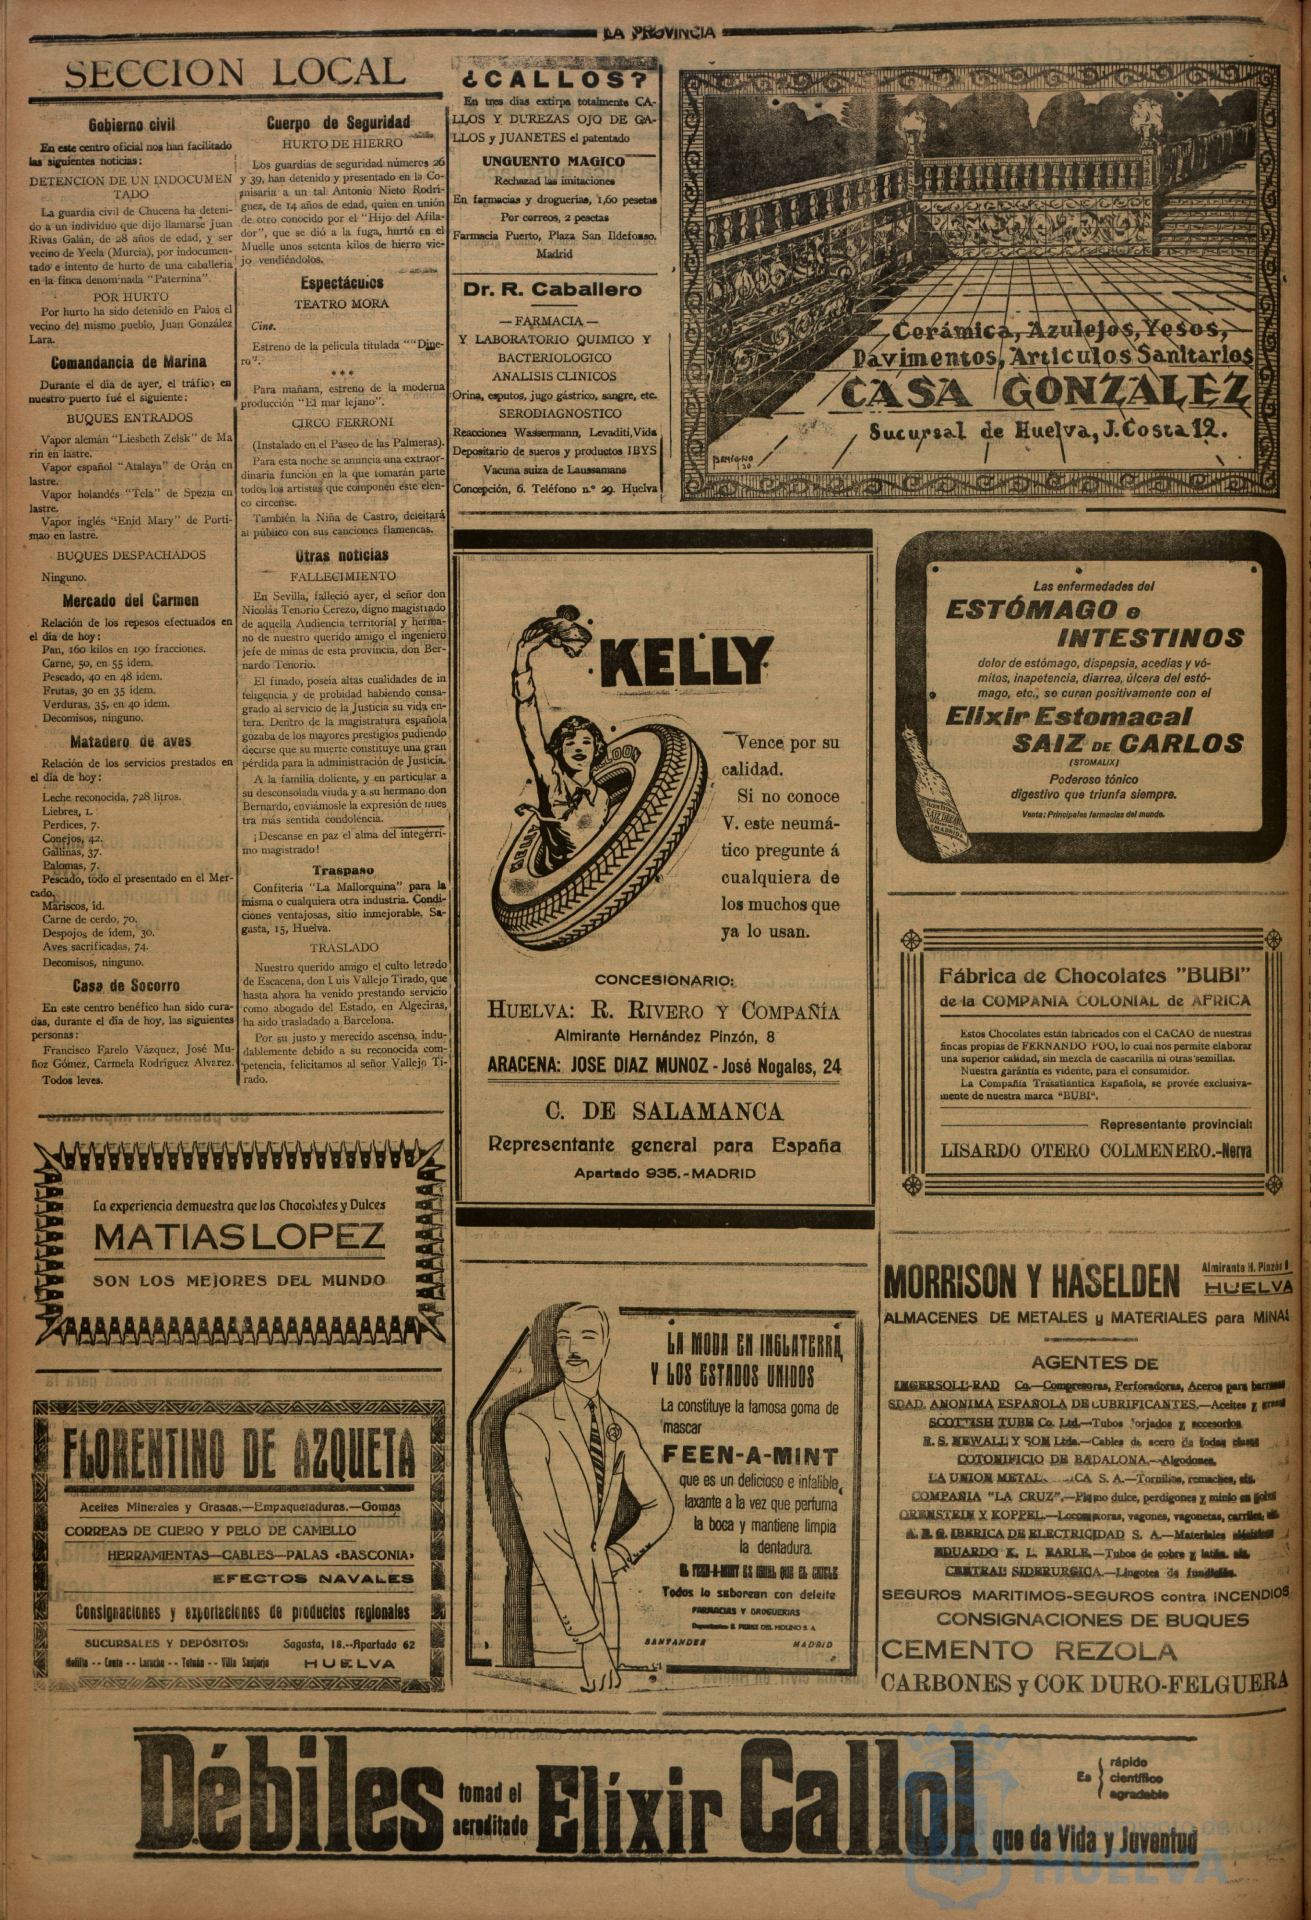 LA PROVINCIA
SECCION LOCAL
Gobierno civil
En este centro oficial nos han facilitado
las siguientes noticias:
DETENCION DE UN INDOCUMEN
TADO
La guardia civil de Chucena ha deteni-
do a un individuo que dijo llamarse Juan
Rivas Galán, de 28 años de edad, y ser
vecino de Yecla (Murcia), por indocumen-
tado e intento de hurto de una caballeria
en la finca denominada "Paternina".
POR HURTO
Por hurto ha sido detenido en Palos el
vecino del mismo pueblo, Juan González
Lara.
Comandancia de Marina
Durante el día de ayer, el tráfico en
nuestro puerto fué el siguiente:
BUQUES ENTRADOS
Vapor alemán "Liesbeth Zelsk" de Ma
rin en lastre.
Vapor español "Atalaya" de Orán en
lastre.
Vapor holandés "Tela" de Spezia en
lastre.
Vapor inglés "Enid Mary" de Porti-
mao en lastre.
BUQUES DESPACHADOS
Ninguno.
Mercado del Carmen
Relación de los repesos efectuados en
el día de hoy:
Pan, 160 kilos en 190 fracciones.
Carne, 50, en 55 idem.
Pescado, 40 en 48 idem.
Frutas, 30 en 35 idem.
Verduras, 35, en 40 idem.
Decomisos, ninguno.
Matadero de aves
Relación de los servicios prestados en
el día de hoy:
Leche reconocida, 728 litros.
Liebres, 1.
Perdices, 7.
Conejos, 42.
Gallinas, 37.
Palomas, 7.
Pescado, todo el presentado en el Mer-
cado.
Mariscos, íd.
Carne de cerdo, 70.
Despojos de idem, 30.
Aves sacrificadas, 74.
Decomisos, ninguno.
Casa de Socorro
En este centro benéfico han sido cura-
das, durante el día de hoy, las siguientes
personas:
Francisco Farelo Vázquez, José Mu-
ñoz Gómez, Carmela Rodríguez Alvarez.
Todos leves.
Cuerpo de Seguridad
HURTO DE HIERRO
Los guardias de seguridad números 26
y 39, han detenido y presentado en la Co-
misaria a un tal Antonio Nieto Rodri-
guez, de 14 años de edad, quien en unión
de otro conocido por el "Hijo del Afila-
dor", que se dió a la fuga, hurtó en el
Muelle unos setenta kilos de hierro vie-
jo vendiéndolos.
Espectáculos
TEATRO MORA
Cine.
Estreno de la película titulada ""Dine-
ro".
***
Para mañana, estreno de la moderna
producción "El mar lejano".
CIRCO FERRONI
(Instalado en el Paseo de las Palmeras).
Para esta noche se anuncia una extraor-
dinaria función en la que tomarán parte
todos los artistas que componen este elen-
co circense.
También la Niña de Castro, deleitará
al público con sus canciones flamencas.
Otras noticias
FALLECIMIENTO
En Sevilla, falleció ayer, el señor don
Nicolás Tenorio Cerezo, digno magistrado
de aquella Audiencia territorial y herma-
no de nuestro querido amigo el ingeniero
jefe de minas de esta provincia, don Ber-
nardo Tenorio.
El finado, poseía altas cualidades de in
teligencia y de probidad habiendo consa-
grado al servicio de la Justicia su vida en-
tera. Dentro de la magistratura española
gozaba de los mayores prestigios pudiendo
decirse que su muerte constituye una gran
pérdida para la administración de Justicia.
A la familia doliente, y en particular a
su desconsolada viuda y a su hermano don
Bernardo, enviámosle la expresión de nues
tra más sentida condolencia.
¡Descanse en paz el alma del integérri-
mo magistrado!
Traspaso
Confitería "La Mallorquina" para la
misma o cualquiera otra industria. Condi-
ciones ventajosas, sitio inmejorable. Sa-
gasta, 15, Huelva.
TRASLADO
Nuestro querido amigo el culto letrado
de Escacena, don Luis Vallejo Tirado, que
hasta ahora ha venido prestando servicio
como abogado del Estado, en Algeciras,
ha sido trasladado a Barcelona.
Por su justo y merecido ascenso, indu-
dablemente debido a su reconocida com-
petencia, felicitamos al señor Vallejo Ti-
rado.
La experiencia demuestra que los Chocolates y Dulces
MATIAS LOPEZ
SON LOS MEJORES DEL MUNDO
FLORENTINO DE AZQUETA
Aceites Minerales y Grasas.—Empaquetaduras.—Gomas
CORREAS DE CUERO Y PELO DE CAMELLO
HERRAMIENTAS—CABLES—PALAS «BASCONIA»
EFECTOS NAVALES
Consignaciones y exportaciones de productos regionales
SUCURSALES Y DEPÓSITOS:
Melilla -- Ceuta -- Larache -- Tetuán -- Villa Sanjurjo
Sagasta, 18.--Apartado 62
HUELVA
¿CALLOS?
En tres dias extirpa totalmente CA-
LLOS Y DUREZAS OJO DE GA-
LLOS y JUANETES el patentado
UNGUENTO MAGICO
Rechazad las imitaciones
En farmacias y droguerías, 1,60 pesetas
Por correos, 2 pesetas
Farmacia Puerto, Plaza San Ildefonso.
Madrid
Dr. R. Caballero
— FARMACIA —
Y LABORATORIO QUIMICO Y
BACTERIOLOGICO
ANALISIS CLINICOS
Orina, esputos, jugo gástrico, sangre, etc.
SERODIAGNOSTICO
Reacciones Wassermann, Levaditi, Vida
Depositario de sueros y productos IBYS
Vacuna suiza de Laussamans
Concepción, 6. Teléfono n.º 29. Huelva
Cerámica, Azulejos, Yesos,
Pavimentos, Articulos Sanitarios
CASA GONZALEZ
Sucursal de Huelva, J. Costa 12.
KELLY
BALLOON
Vence por su
calidad.
Si no conoce
V. este neumá-
tico pregunte á
cualquiera de
los muchos que
ya lo usan.
CONCESIONARIO:
HUELVA: R. RIVERO Y COMPAÑÍA
Almirante Hernández Pinzón, 8
ARACENA: JOSE DIAZ MUNOZ - José Nogales, 24
C. DE SALAMANCA
Representante general para España
Apartado 935.-MADRID
LA MODA EN INGLATERRA,
Y LOS ESTADOS UNIDOS
La constituye la famosa goma de
mascar
FEEN-A-MINT
que es un delicioso e infalible,
laxante a la vez que perfuma
la boca y mantiene limpia
la dentadura.
EL FEEN-A-MINT ES IGUAL QUE EL CHICLE
Todos lo saborean con deleite
FARMACIAS Y DROGUERIAS
Depositarios: E. PEREZ DEL MOLINO S. A.
SANTANDER MADRID
Las enfermedades del
ESTÓMAGO e
INTESTINOS
dolor de estómago, dispepsia, acedías y vó-
mitos, inapetencia, diarrea, úlcera del estó-
mago, etc., se curan positivamente con el
Elixir Estomacal
SAIZ DE CARLOS
(STOMALIX)
Poderoso tónico
digestivo que triunfa siempre.
Venta: Principales farmacias del mundo.
Fábrica de Chocolates "BUBI"
de la COMPANIA COLONIAL de AFRICA
Estos Chocolates están fabricados con el CACAO de nuestras
fincas propias de FERNANDO POO, lo cual nos permite elaborar
una superior calidad, sin mezcla de cascarilla ni otras semillas.
Nuestra garantía es vidente, para el consumidor.
La Compañía Trasatlántica Española, se provée exclusiva-
mente de nuestra marca "BUBI".
Representante provincial:
LISARDO OTERO COLMENERO.-Nerva
MORRISON Y HASELDEN
Almirante H. Pinzón
HUELVA
ALMACENES DE METALES y MATERIALES para MINAS
AGENTES DE
INGERSOLL-RAD Co.—Compresoras, Perforadoras, Aceros para barrenas
SDAD. ANONIMA ESPAÑOLA DE LUBRIFICANTES.—Aceites y grasas
SCOTTISH TUBE Co. Ltd.—Tubos forjados y accesorios
R. S. NEWALL Y SON Ltda.—Cables de acero de todas clases
COTONIFICIO DE BADALONA.—Algodones.
LA UNION METAL CA S. A.—Tornillos, remaches, etc.
COMPAÑIA "LA CRUZ".—Plomo dulce, perdigones y minio en polvo
ORENSTEIN Y KOPPEL.—Locomotoras, vagones, vagonetas, carriles, etc
A. E. G. IBERICA DE ELECTRICIDAD S. A.—Materiales eléctricos
EDUARDO K. L. EARLE.—Tubos de cobre y latón, etc.
CENTRAL SIDERURGICA.—Lingotes de fundición.
SEGUROS MARITIMOS-SEGUROS contra INCENDIOS
CONSIGNACIONES DE BUQUES
CEMENTO REZOLA
CARBONES y COK DURO-FELGUERA
Débiles tomad el acreditado Elíxir Callol que da Vida y Juventud
Es rápido
científico
agradable
HUELVA